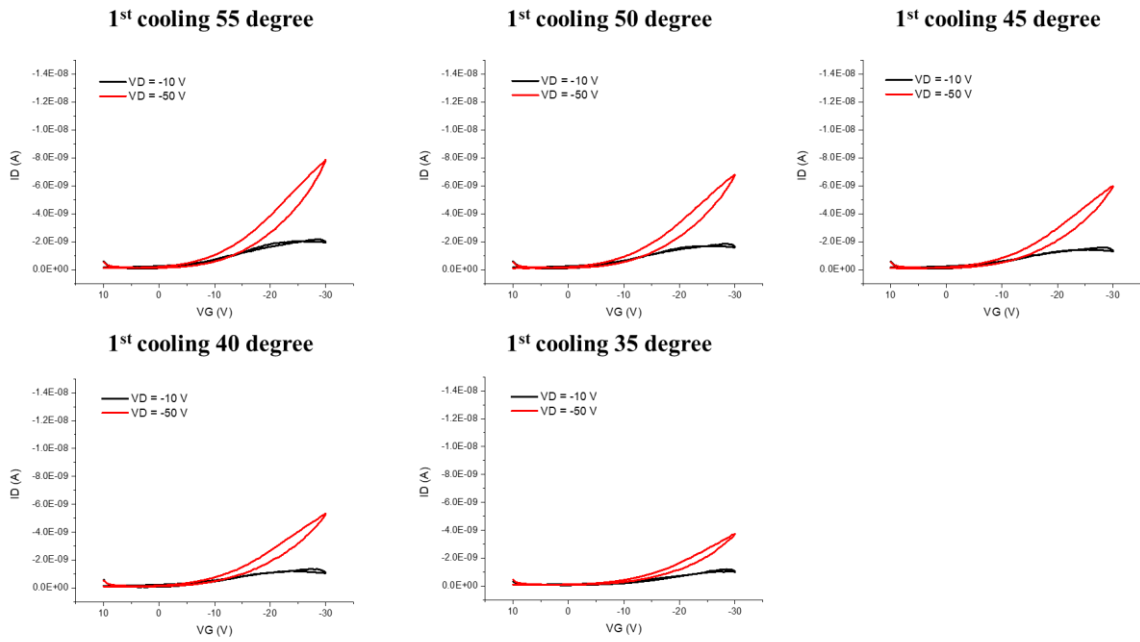 1st cooling 55 degree
VD = -10 V
VD = -50 V
-1.4E-08
-1.2E-08
-1.0E-08
-8.0E-09
-6.0E-09
-4.0E-09
-2.0E-09
0.0E+00
ID (A)
10 0 -10 -20 -30
VG (V)
1st cooling 50 degree
VD = -10 V
VD = -50 V
-1.4E-08
-1.2E-08
-1.0E-08
-8.0E-09
-6.0E-09
-4.0E-09
-2.0E-09
0.0E+00
ID (A)
10 0 -10 -20 -30
VG (V)
1st cooling 45 degree
VD = -10 V
VD = -50 V
-1.4E-08
-1.2E-08
-1.0E-08
-8.0E-09
-6.0E-09
-4.0E-09
-2.0E-09
0.0E+00
ID (A)
10 0 -10 -20 -30
VG (V)
1st cooling 40 degree
VD = -10 V
VD = -50 V
-1.4E-08
-1.2E-08
-1.0E-08
-8.0E-09
-6.0E-09
-4.0E-09
-2.0E-09
0.0E+00
ID (A)
10 0 -10 -20 -30
VG (V)
1st cooling 35 degree
VD = -10 V
VD = -50 V
-1.4E-08
-1.2E-08
-1.0E-08
-8.0E-09
-6.0E-09
-4.0E-09
-2.0E-09
0.0E+00
ID (A)
10 0 -10 -20 -30
VG (V)